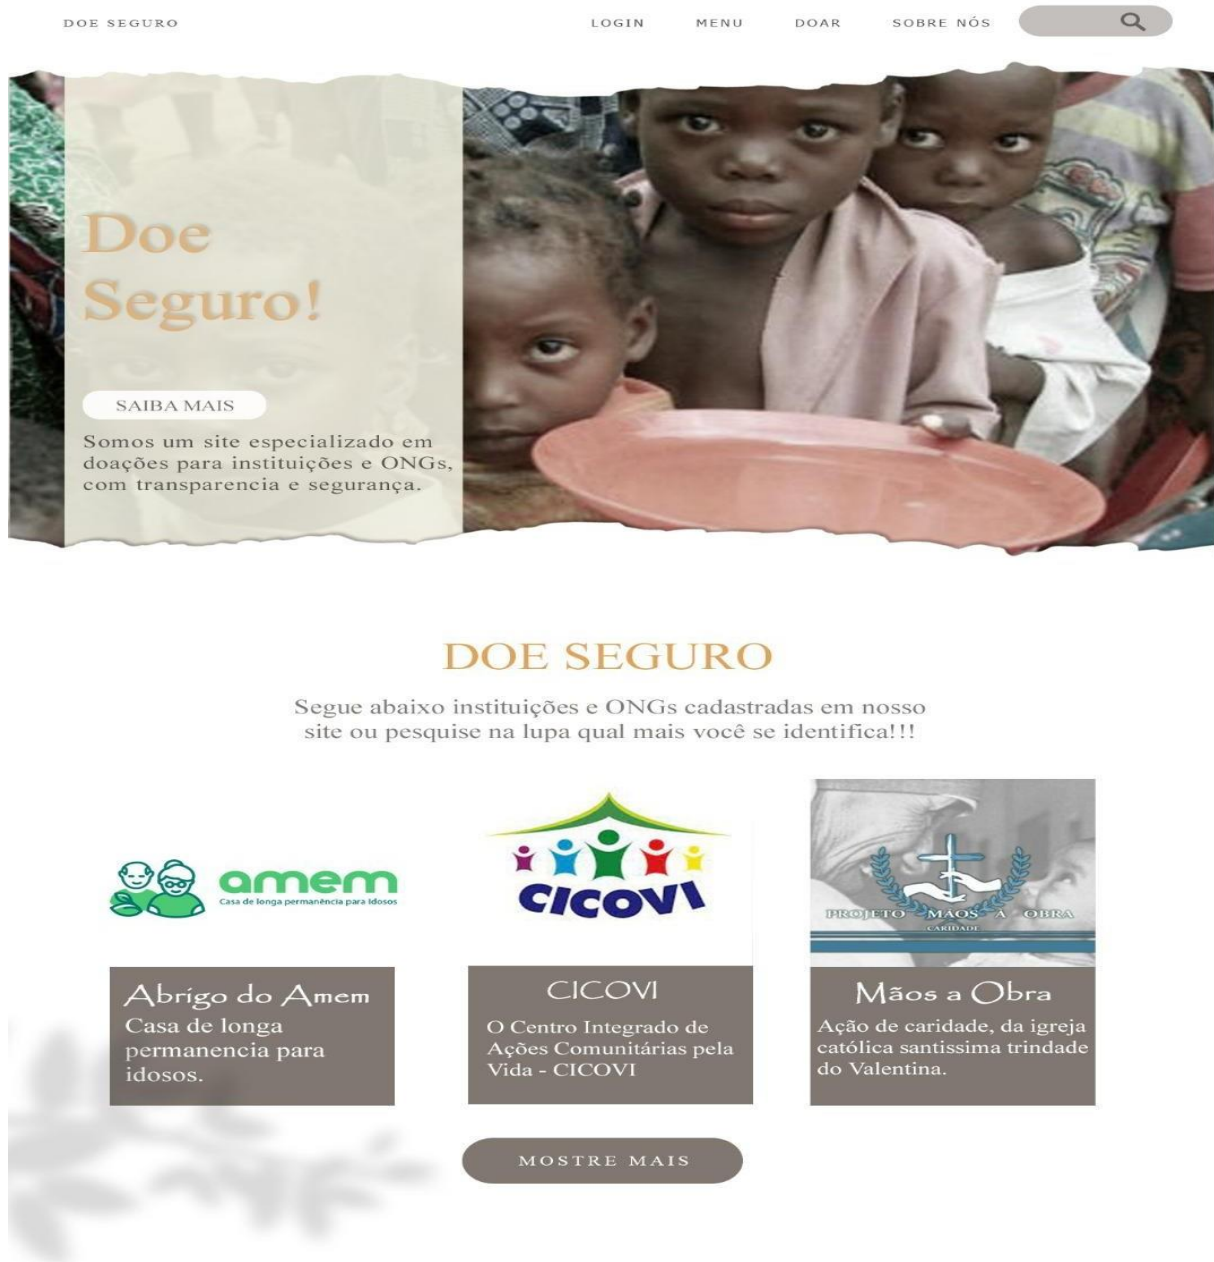 DOE SEGURO
LOGIN MENU DOAR SOBRE NÓS
Doe
Seguro!
SAIBA MAIS
Somos um site especializado em
doações para instituições e ONGs,
com transparencia e segurança.
DOE SEGURO
Segue abaixo instituições e ONGs cadastradas em nosso
site ou pesquise na lupa qual mais você se identifica!!!
amem
Casa de longa permanência para idosos
CICOVI
PROJETO MÃOS À OBRA
CARIDADE
Abrigo do Amem
Casa de longa
permanencia para
idosos.
CICOVI
O Centro Integrado de
Ações Comunitárias pela
Vida - CICOVI
Mãos a Obra
Ação de caridade, da igreja
católica santissima trindade
do Valentina.
MOSTRE MAIS